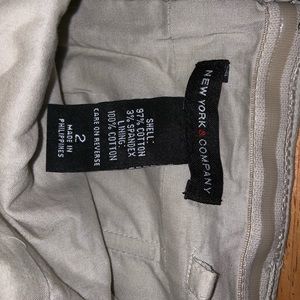 NEW YORK & COMPANY
SHELL:
97% COTTON
3% SPANDEX
LINING:
100% COTTON
CARE ON REVERSE
2
MADE IN
PHILIPPINES